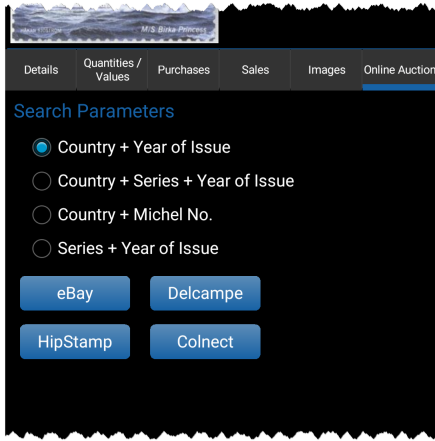 M/S Birka Princess
Details
Quantities /
Values
Purchases
Sales
Images
Online Auction
Search Parameters
Country + Year of Issue
Country + Series + Year of Issue
Country + Michel No.
Series + Year of Issue
eBay
Delcampe
HipStamp
Colnect